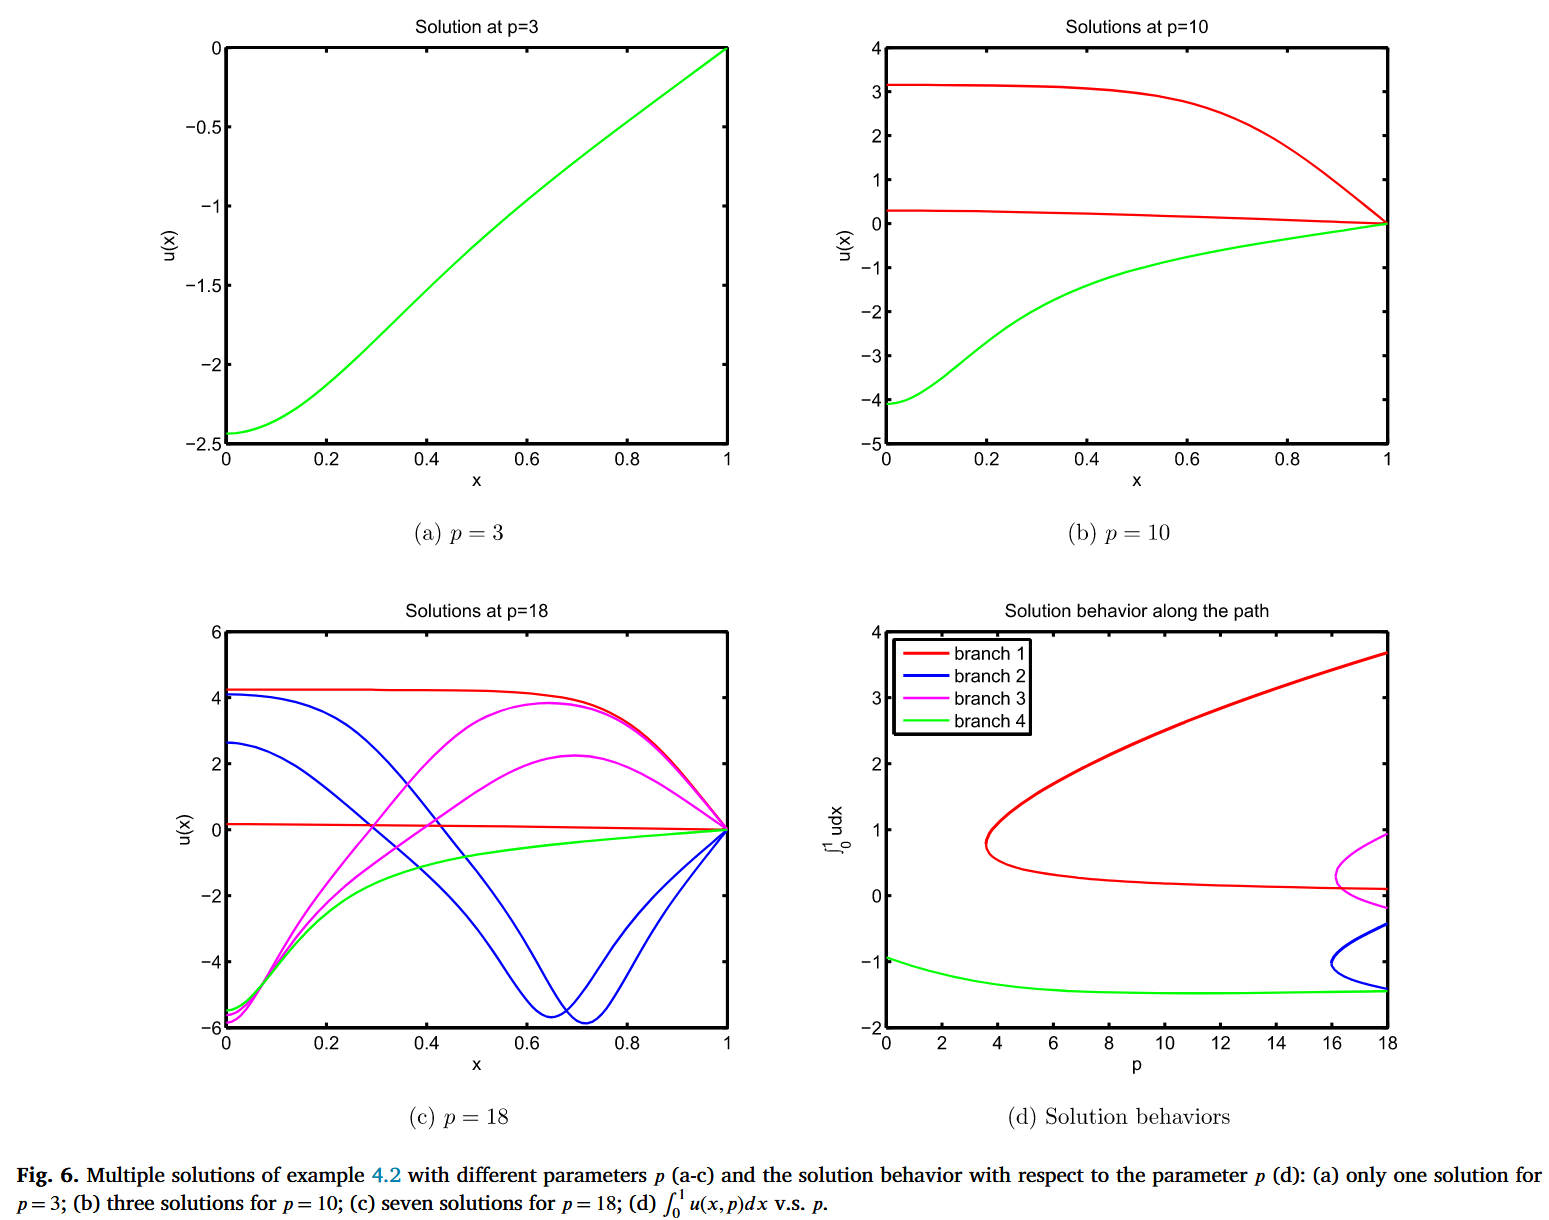 Solution at p=3
0
−0.5
−1
−1.5
−2
−2.5
u(x)
0 0.2 0.4 0.6 0.8 1
x
(a) p = 3
Solutions at p=10
4
3
2
1
0
−1
−2
−3
−4
−5
u(x)
0 0.2 0.4 0.6 0.8 1
x
(b) p = 10
Solutions at p=18
6
4
2
0
−2
−4
−6
u(x)
0 0.2 0.4 0.6 0.8 1
x
(c) p = 18
Solution behavior along the path
branch 1
branch 2
branch 3
branch 4
4
3
2
1
0
−1
−2
∫₀¹ udx
0 2 4 6 8 10 12 14 16 18
p
(d) Solution behaviors
Fig. 6. Multiple solutions of example 4.2 with different parameters p (a-c) and the solution behavior with respect to the parameter p (d): (a) only one solution for
p = 3; (b) three solutions for p = 10; (c) seven solutions for p = 18; (d) ∫₀¹ u(x, p)dx v.s. p.